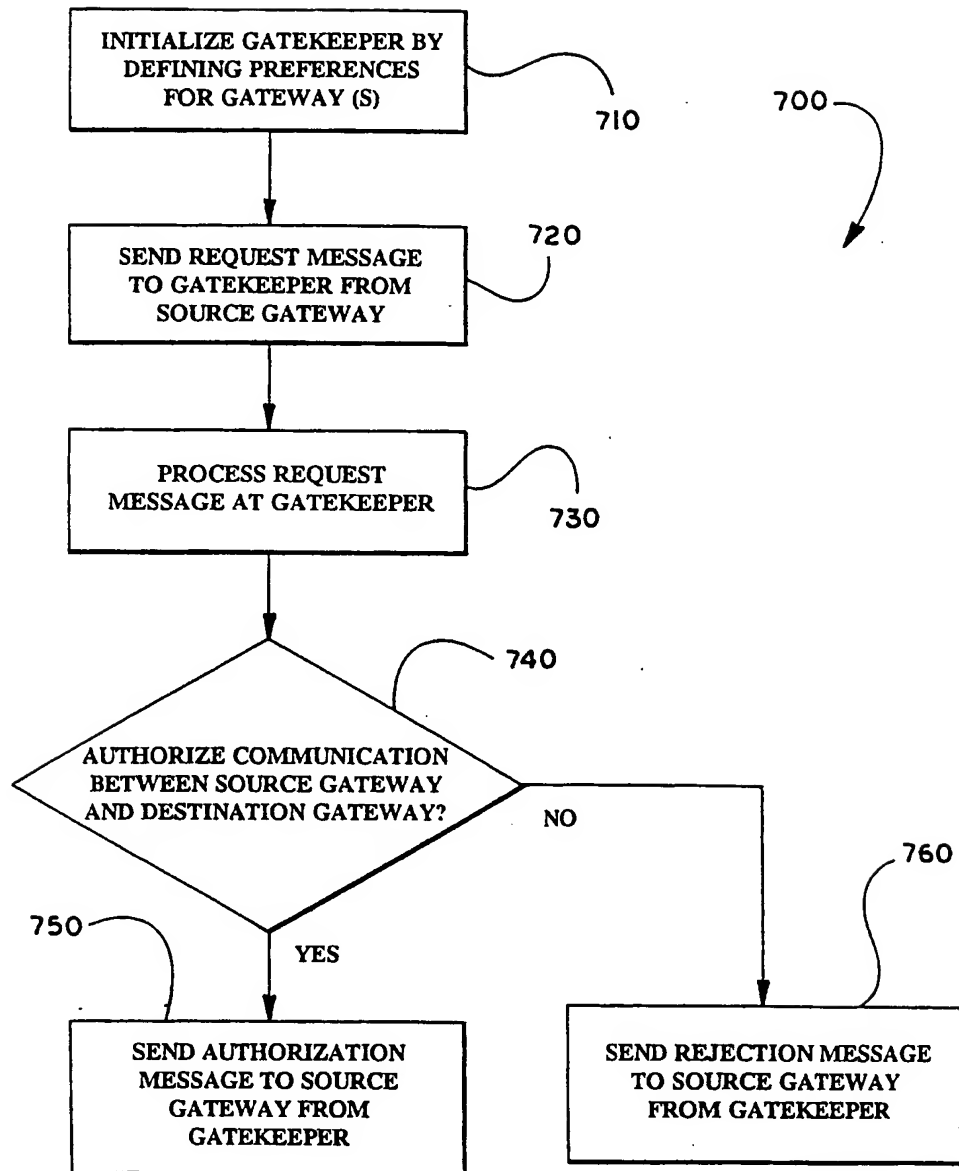 INITIALIZE GATEKEEPER BY
DEFINING PREFERENCES
FOR GATEWAY (S)
710
700
SEND REQUEST MESSAGE
TO GATEKEEPER FROM
SOURCE GATEWAY
720
PROCESS REQUEST
MESSAGE AT GATEKEEPER
730
740
AUTHORIZE COMMUNICATION
BETWEEN SOURCE GATEWAY
AND DESTINATION GATEWAY?
NO
760
750
YES
SEND AUTHORIZATION
MESSAGE TO SOURCE
GATEWAY FROM
GATEKEEPER
SEND REJECTION MESSAGE
TO SOURCE GATEWAY
FROM GATEKEEPER